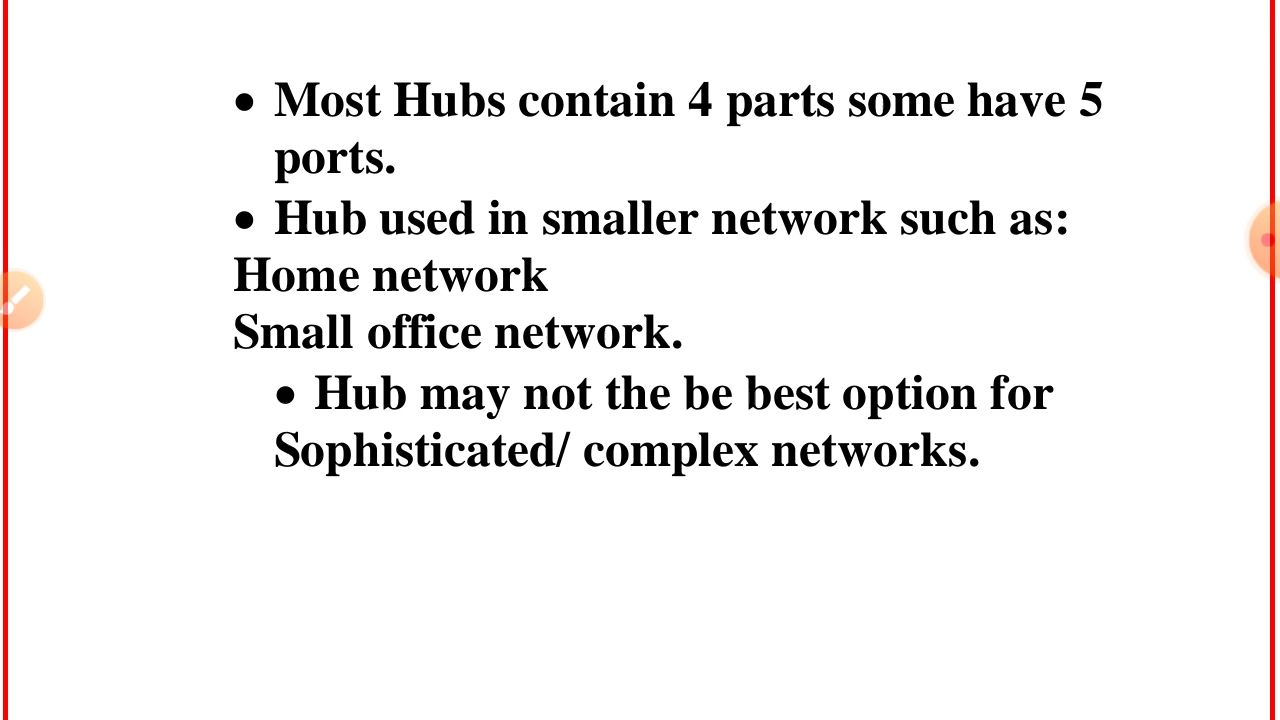 • Most Hubs contain 4 parts some have 5
ports.
• Hub used in smaller network such as:
Home network
Small office network.
• Hub may not the be best option for
Sophisticated/ complex networks.